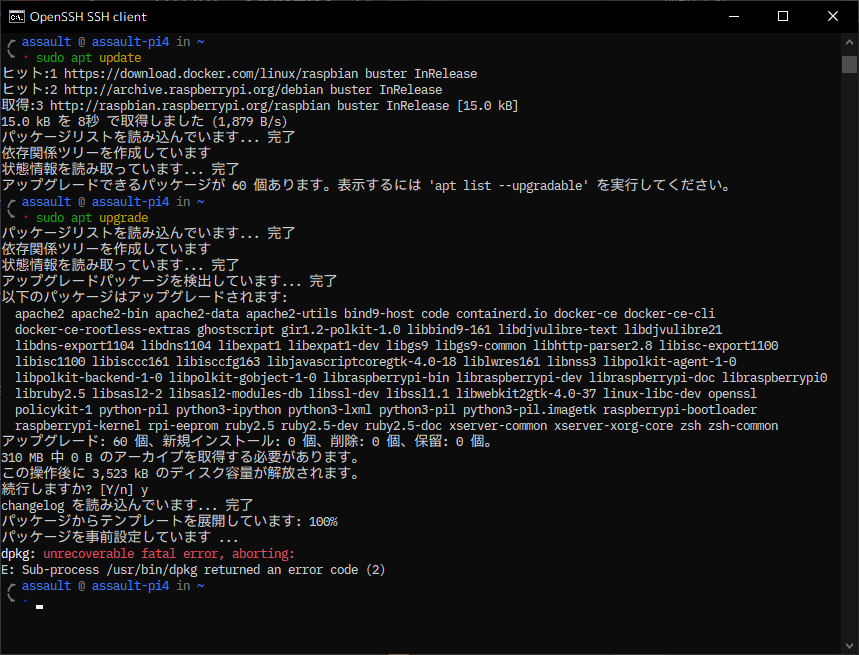 OpenSSH SSH client
assault @ assault-pi4 in ~
sudo apt update
ヒット:1 https://download.docker.com/linux/raspbian buster InRelease
ヒット:2 http://archive.raspberrypi.org/debian buster InRelease
取得:3 http://raspbian.raspberrypi.org/raspbian buster InRelease [15.0 kB]
15.0 kB を 8秒 で取得しました (1,879 B/s)
パッケージリストを読み込んでいます... 完了
依存関係ツリーを作成しています
状態情報を読み取っています... 完了
アップグレードできるパッケージが 60 個あります。表示するには 'apt list --upgradable' を実行してください。
assault @ assault-pi4 in ~
sudo apt upgrade
パッケージリストを読み込んでいます... 完了
依存関係ツリーを作成しています
状態情報を読み取っています... 完了
アップグレードパッケージを検出しています... 完了
以下のパッケージはアップグレードされます:
apache2 apache2-bin apache2-data apache2-utils bind9-host code containerd.io docker-ce docker-ce-cli
docker-ce-rootless-extras ghostscript gir1.2-polkit-1.0 libbind9-161 libdjvulibre-text libdjvulibre21
libdns-export1104 libdns1104 libexpat1 libexpat1-dev libgs9 libgs9-common libhttp-parser2.8 libisc-export1100
libisc1100 libisccc161 libisccfg163 libjavascriptcoregtk-4.0-18 liblwres161 libnss3 libpolkit-agent-1-0
libpolkit-backend-1-0 libpolkit-gobject-1-0 libraspberrypi-bin libraspberrypi-dev libraspberrypi-doc libraspberrypi0
libruby2.5 libsasl2-2 libsasl2-modules-db libssl-dev libssl1.1 libwebkit2gtk-4.0-37 linux-libc-dev openssl
policykit-1 python-pil python3-ipython python3-lxml python3-pil python3-pil.imagetk raspberrypi-bootloader
raspberrypi-kernel rpi-eeprom ruby2.5 ruby2.5-dev ruby2.5-doc xserver-common xserver-xorg-core zsh zsh-common
アップグレード: 60 個、新規インストール: 0 個、削除: 0 個、保留: 0 個。
310 MB 中 0 B のアーカイブを取得する必要があります。
この操作後に 3,523 kB のディスク容量が解放されます。
続行しますか? [Y/n] y
changelog を読み込んでいます... 完了
パッケージからテンプレートを展開しています: 100%
パッケージを事前設定しています ...
dpkg: unrecoverable fatal error, aborting:
E: Sub-process /usr/bin/dpkg returned an error code (2)
assault @ assault-pi4 in ~